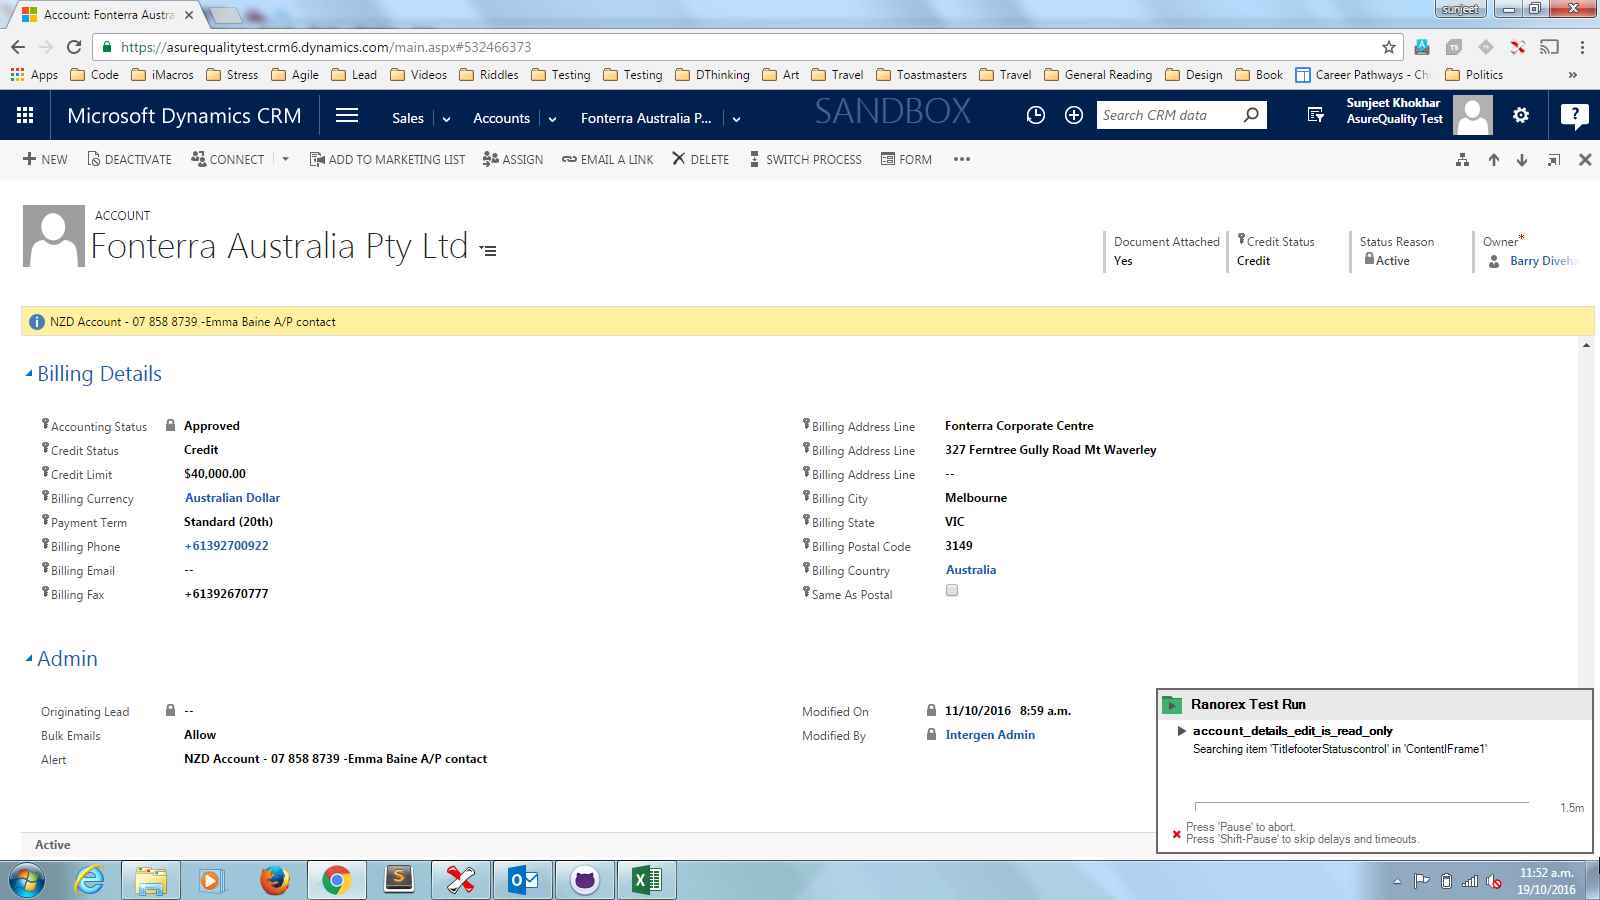 Account: Fonterra Austra
sunjeet
https://asurequalitytest.crm6.dynamics.com/main.aspx#532466373
Apps Code iMacros Stress Agile Lead Videos Riddles Testing Testing DThinking Art Travel Toastmasters Travel General Reading Design Book Career Pathways - Ch Politics »
Microsoft Dynamics CRM Sales Accounts Fonterra Australia P... SANDBOX Search CRM data Sunjeet Khokhar
AsureQuality Test
NEW DEACTIVATE CONNECT ADD TO MARKETING LIST ASSIGN EMAIL A LINK DELETE SWITCH PROCESS FORM •••
ACCOUNT
Fonterra Australia Pty Ltd
Document Attached Credit Status Status Reason Owner*
Yes Credit Active Barry Diveha
NZD Account - 07 858 8739 -Emma Baine A/P contact
Billing Details
Accounting Status Approved
Credit Status Credit
Credit Limit $40,000.00
Billing Currency Australian Dollar
Payment Term Standard (20th)
Billing Phone +61392700922
Billing Email --
Billing Fax +61392670777
Billing Address Line Fonterra Corporate Centre
Billing Address Line 327 Ferntree Gully Road Mt Waverley
Billing Address Line --
Billing City Melbourne
Billing State VIC
Billing Postal Code 3149
Billing Country Australia
Same As Postal
Admin
Originating Lead --
Bulk Emails Allow
Alert NZD Account - 07 858 8739 -Emma Baine A/P contact
Modified On 11/10/2016 8:59 a.m.
Modified By Intergen Admin
Ranorex Test Run
account_details_edit_is_read_only
Searching item 'TitlefooterStatuscontrol' in 'ContentIFrame1'
1.5m
Press 'Pause' to abort.
Press 'Shift-Pause' to skip delays and timeouts.
Active
11:52 a.m.
19/10/2016